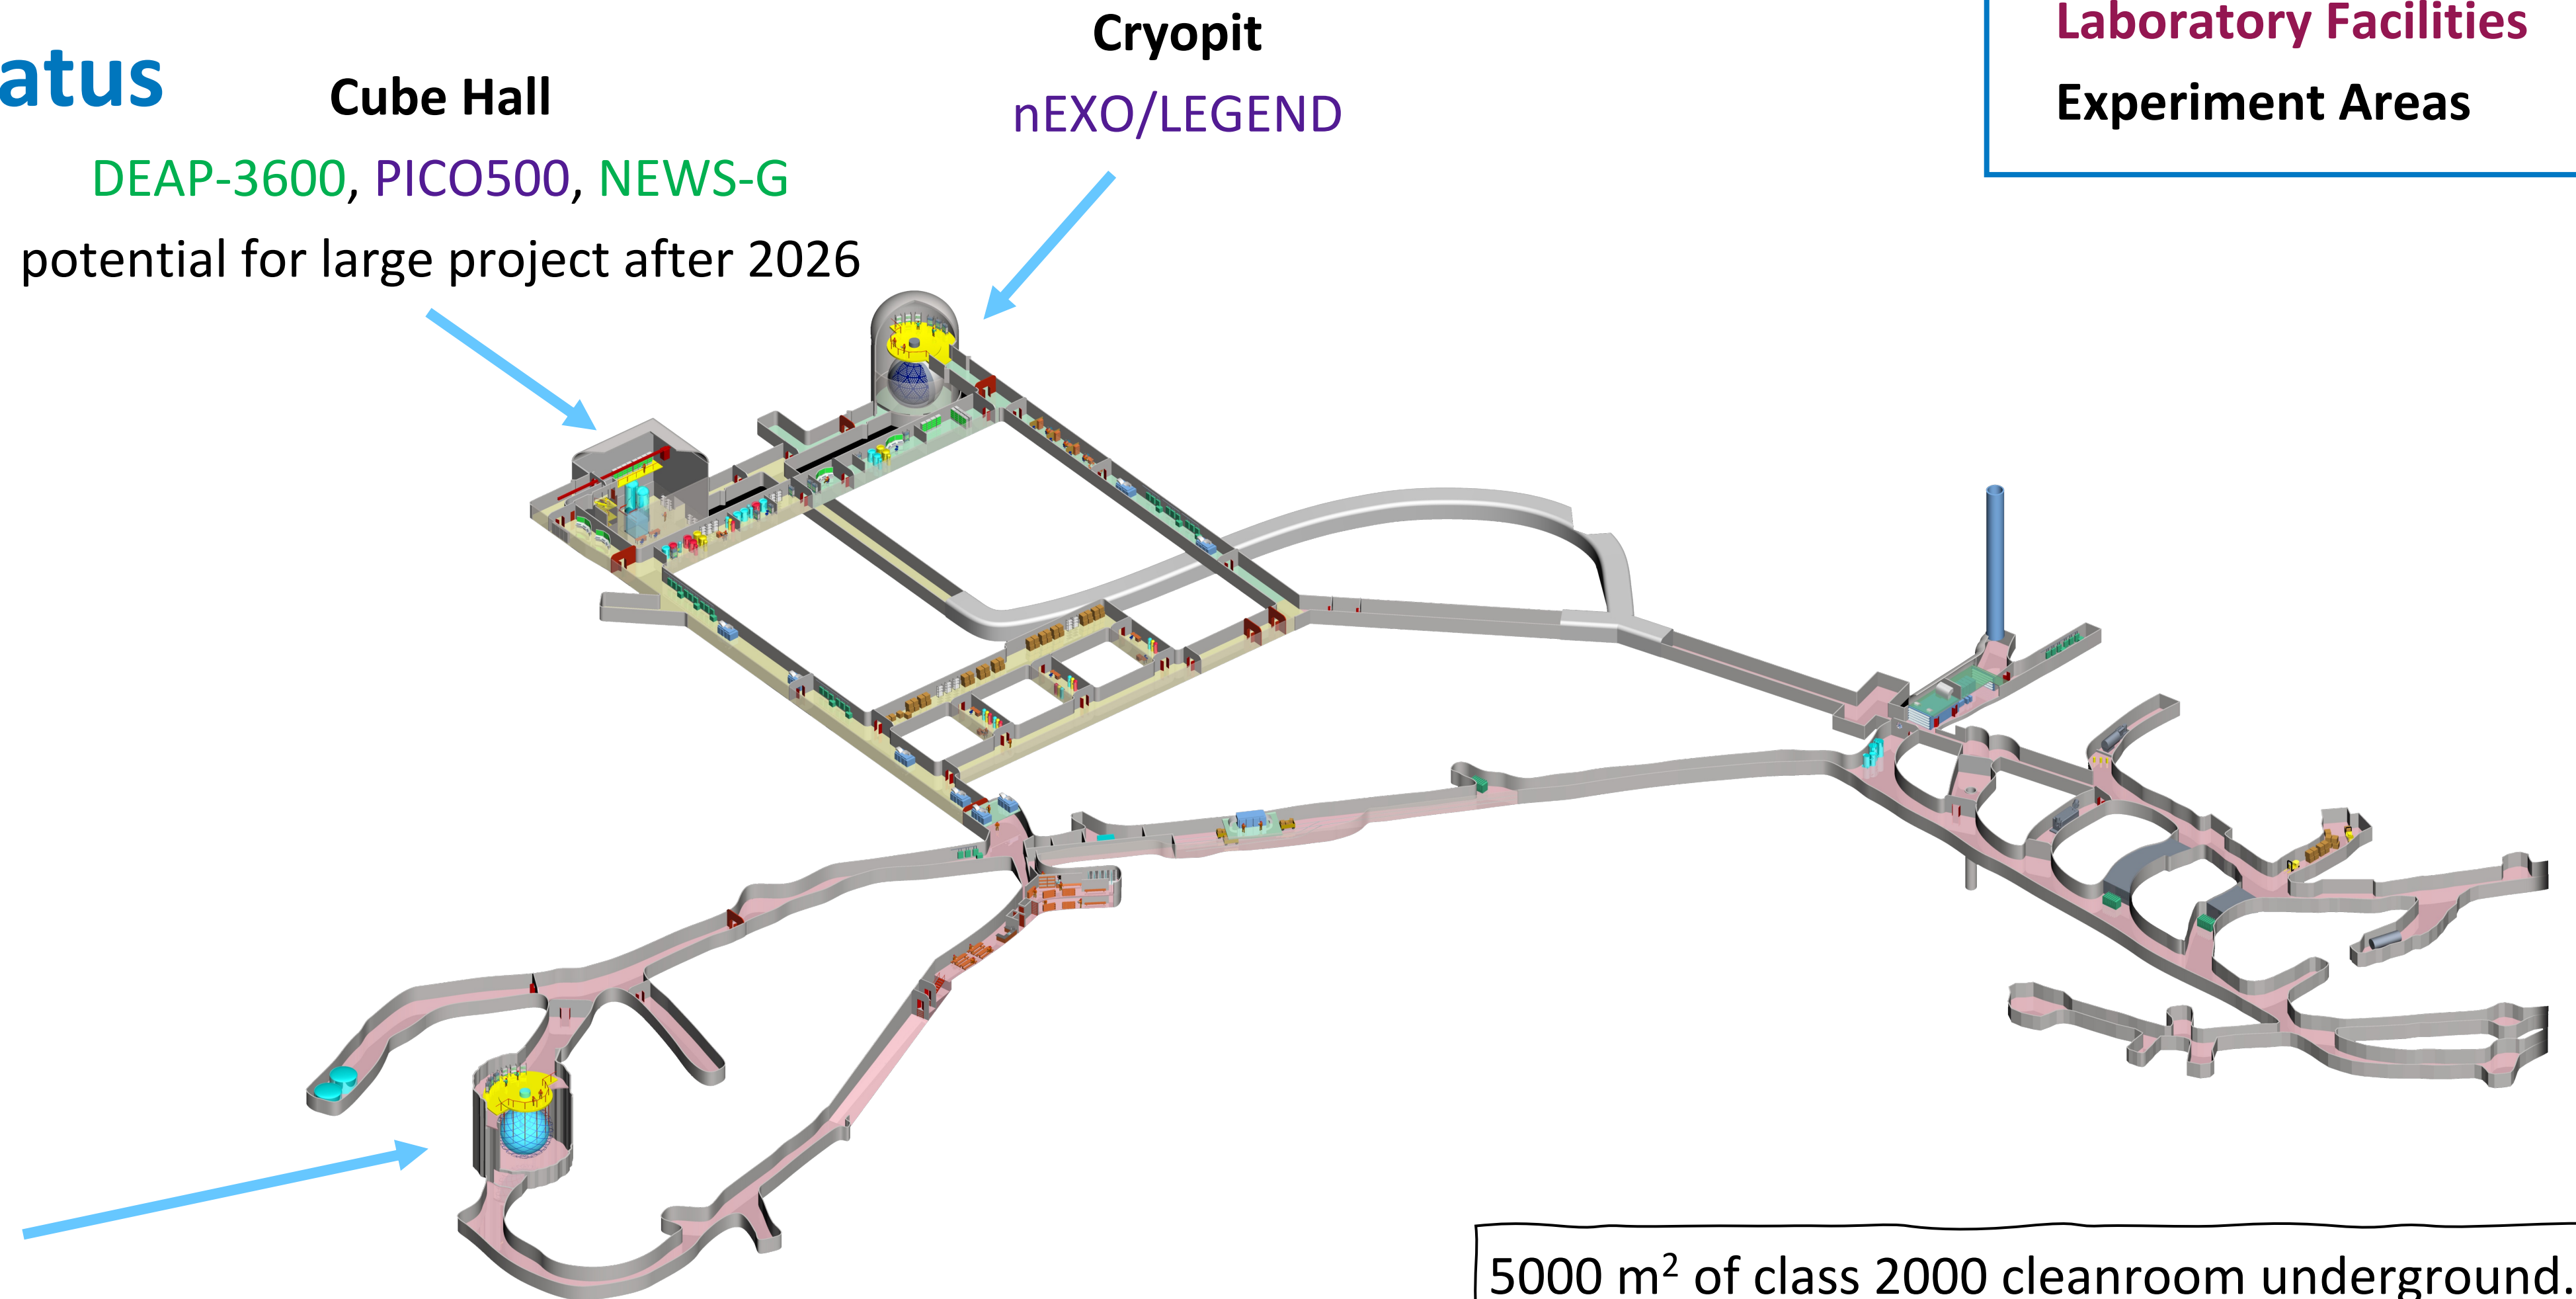 atus
Cube Hall
DEAP-3600, PICO500, NEWS-G
potential for large project after 2026
Cryopit
nEXO/LEGEND
Laboratory Facilities
Experiment Areas
5000 m² of class 2000 cleanroom underground.